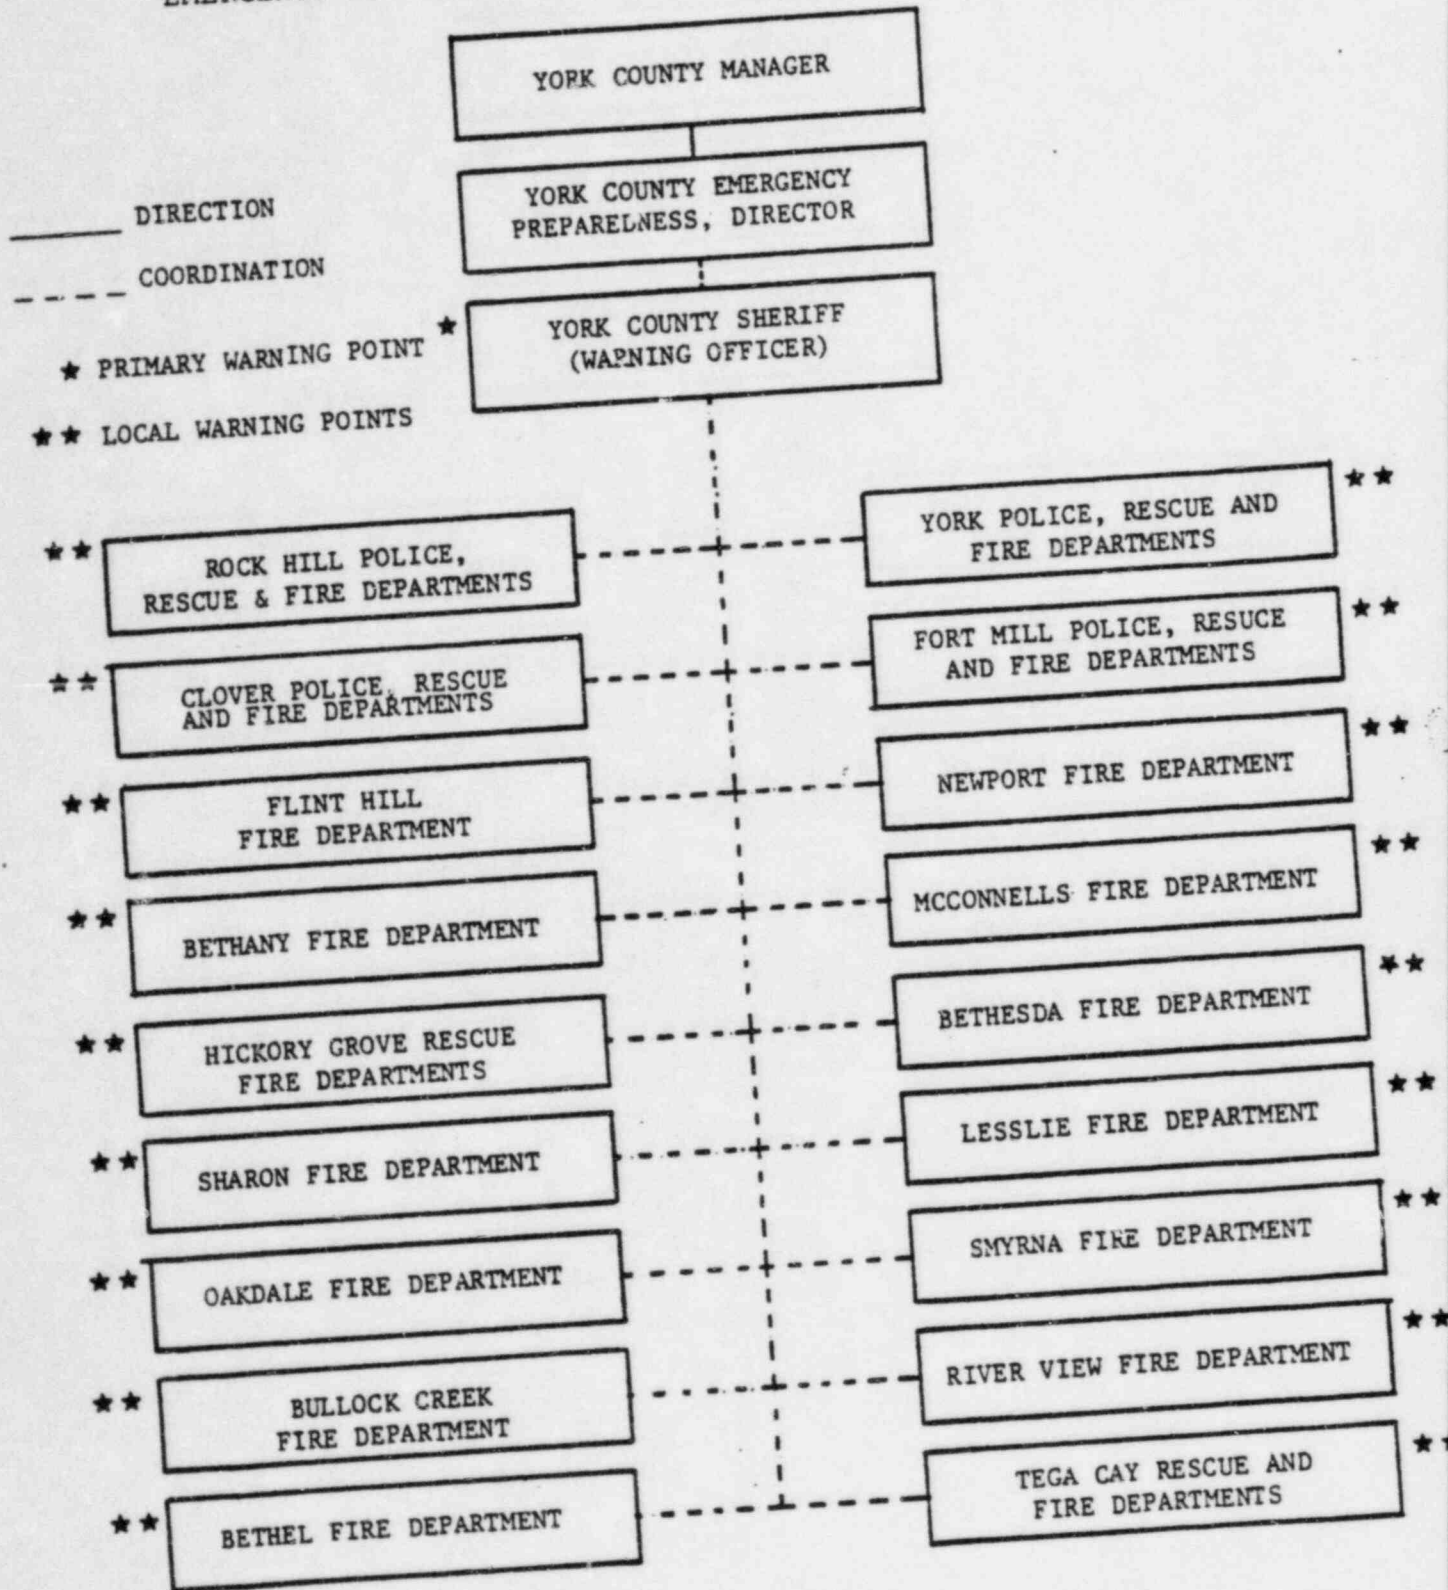 YORK COUNTY MANAGER
YORK COUNTY EMERGENCY
PREPAREDNESS, DIRECTOR
____ DIRECTION
---- COORDINATION
★ PRIMARY WARNING POINT
★★ LOCAL WARNING POINTS
★ YORK COUNTY SHERIFF
(WARNING OFFICER)
★★ ROCK HILL POLICE,
RESCUE & FIRE DEPARTMENTS
YORK POLICE, RESCUE AND ★★
FIRE DEPARTMENTS
★★ CLOVER POLICE, RESCUE
AND FIRE DEPARTMENTS
FORT MILL POLICE, RESUCE ★★
AND FIRE DEPARTMENTS
★★ FLINT HILL
FIRE DEPARTMENT
NEWPORT FIRE DEPARTMENT ★★
★★ BETHANY FIRE DEPARTMENT
MCCONNELLS FIRE DEPARTMENT ★★
★★ HICKORY GROVE RESCUE
FIRE DEPARTMENTS
BETHESDA FIRE DEPARTMENT ★★
★★ SHARON FIRE DEPARTMENT
LESSLIE FIRE DEPARTMENT ★★
★★ OAKDALE FIRE DEPARTMENT
SMYRNA FIRE DEPARTMENT ★★
★★ BULLOCK CREEK
FIRE DEPARTMENT
RIVER VIEW FIRE DEPARTMENT ★★
★★ BETHEL FIRE DEPARTMENT
TEGA CAY RESCUE AND ★★
FIRE DEPARTMENTS